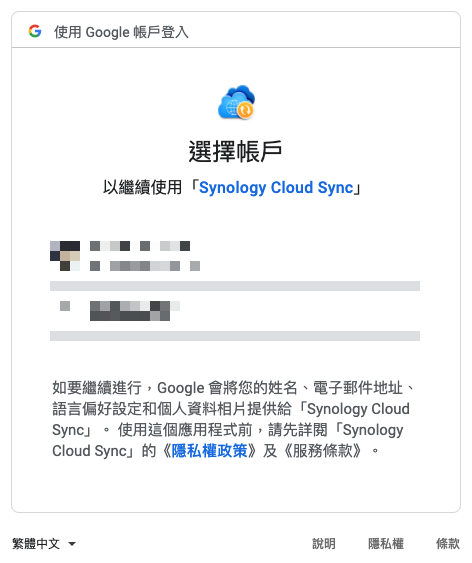 使用 Google 帳戶登入
選擇帳戶
以繼續使用「Synology Cloud Sync」
如要繼續進行，Google 會將您的姓名、電子郵件地址、
語言偏好設定和個人資料相片提供給「Synology Cloud
Sync」。 使用這個應用程式前，請先詳閱「Synology
Cloud Sync」的《隱私權政策》及《服務條款》。
繁體中文 說明 隱私權 條款